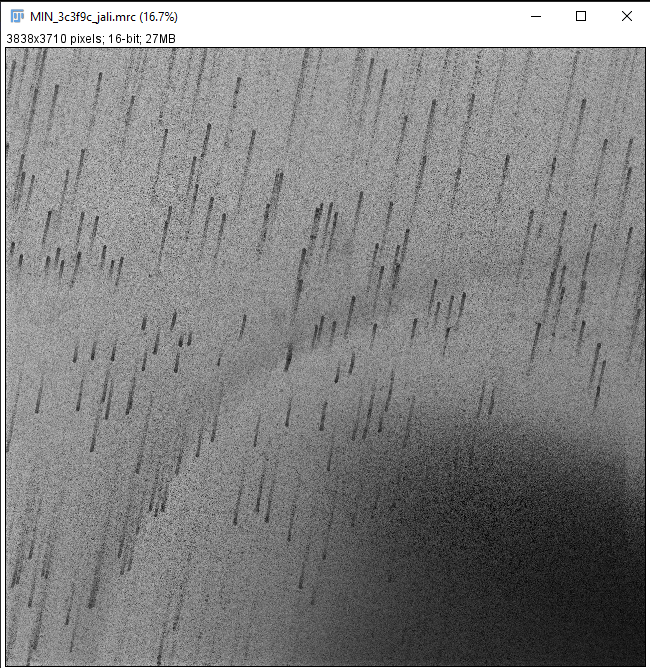 MIN_3c3f9c_jali.mrc (16.7%)
3838x3710 pixels; 16-bit; 27MB